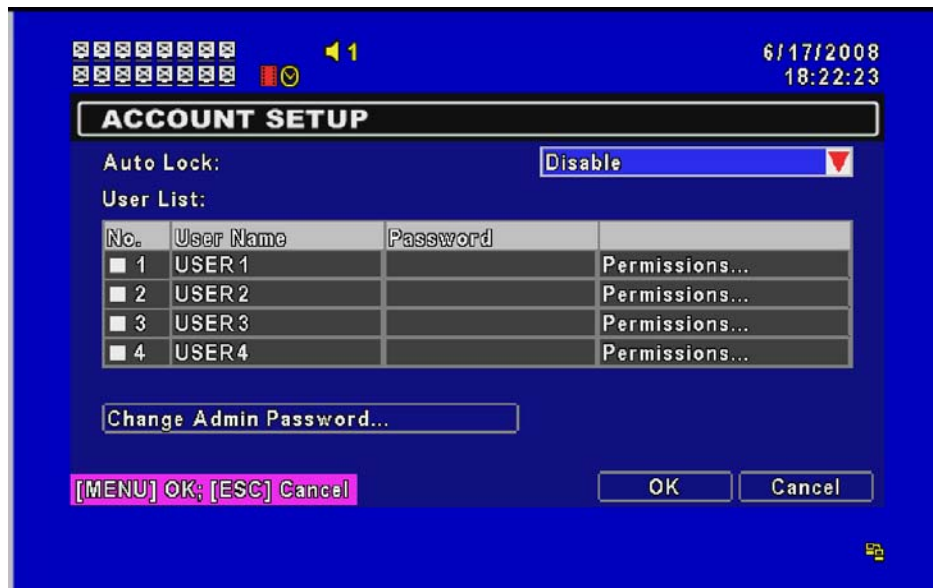 1
6/17/2008
18:22:23
ACCOUNT SETUP
Auto Lock: Disable
User List:
No. User Name Password
1 USER1 Permissions...
2 USER2 Permissions...
3 USER3 Permissions...
4 USER4 Permissions...
Change Admin Password...
[MENU] OK; [ESC] Cancel OK Cancel